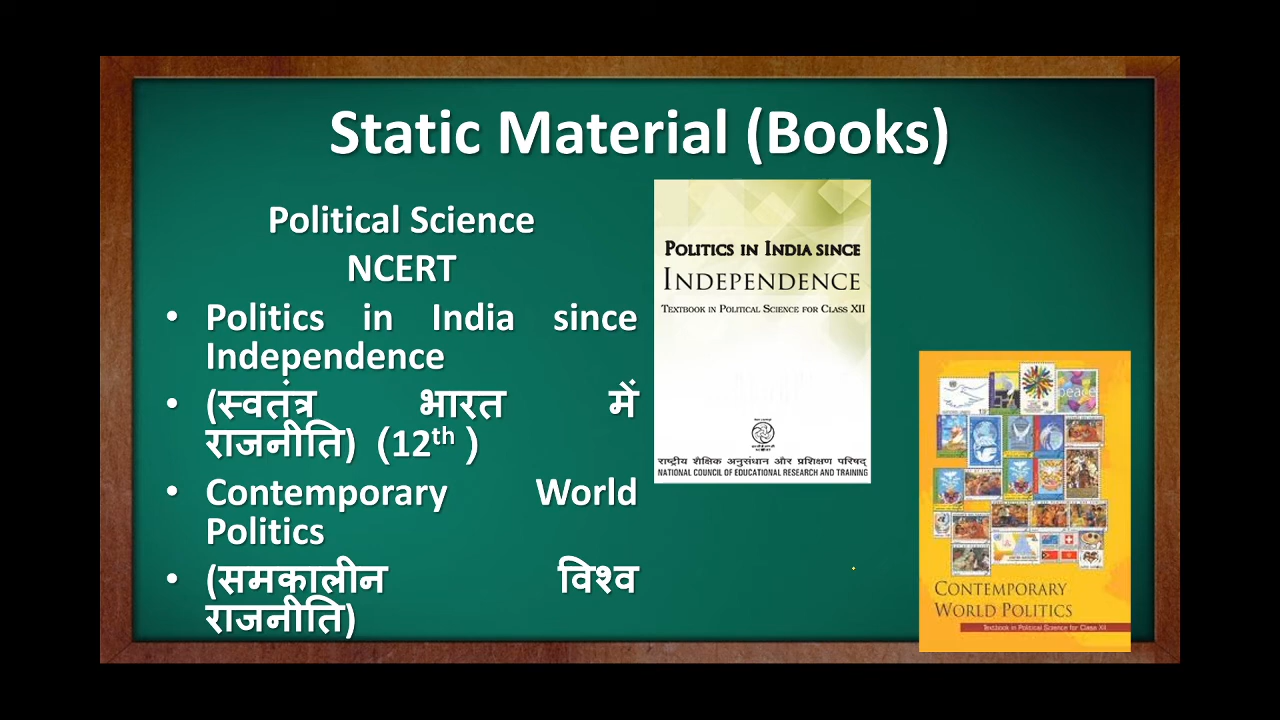 Static Material (Books)
Political Science
NCERT
• Politics in India since
Independence
• (स्वतंत्र भारत में
राजनीति) (12th )
• Contemporary World
Politics
• (समकालीन विश्व
राजनीति)
POLITICS IN INDIA SINCE
INDEPENDENCE
TEXTBOOK IN POLITICAL SCIENCE FOR CLASS XII
राष्ट्रीय शैक्षिक अनुसंधान और प्रशिक्षण परिषद्
NATIONAL COUNCIL OF EDUCATIONAL RESEARCH AND TRAINING
peace
CONTEMPORARY
WORLD POLITICS
Textbook in Political Science for Class XII